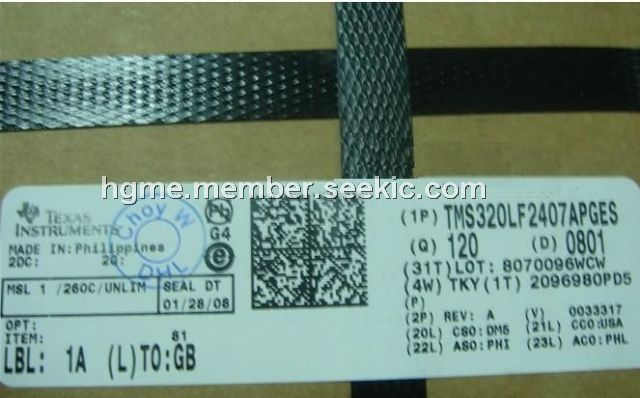 hgme.member.seekic.com
TEXAS
INSTRUMENTS
MADE IN: Philippines
2DC: 2Q:
MSL 1 /260C/UNLIM SEAL DT
01/28/08
OPT:
ITEM: 81
LBL: 1A (L)TO:GB
Choy W
DHL
Pb
G4
e
(1P) TMS320LF2407APGES
(Q) 120 (D) 0801
(31T)LOT: 8070096WCW
(4W) TKY(1T) 2096980PD5
(P)
(2P) REV: A (V) 0033317
(20L) CSO:DM5 (21L) CCO:USA
(22L) ASO:PHI (23L) ACO:PHL